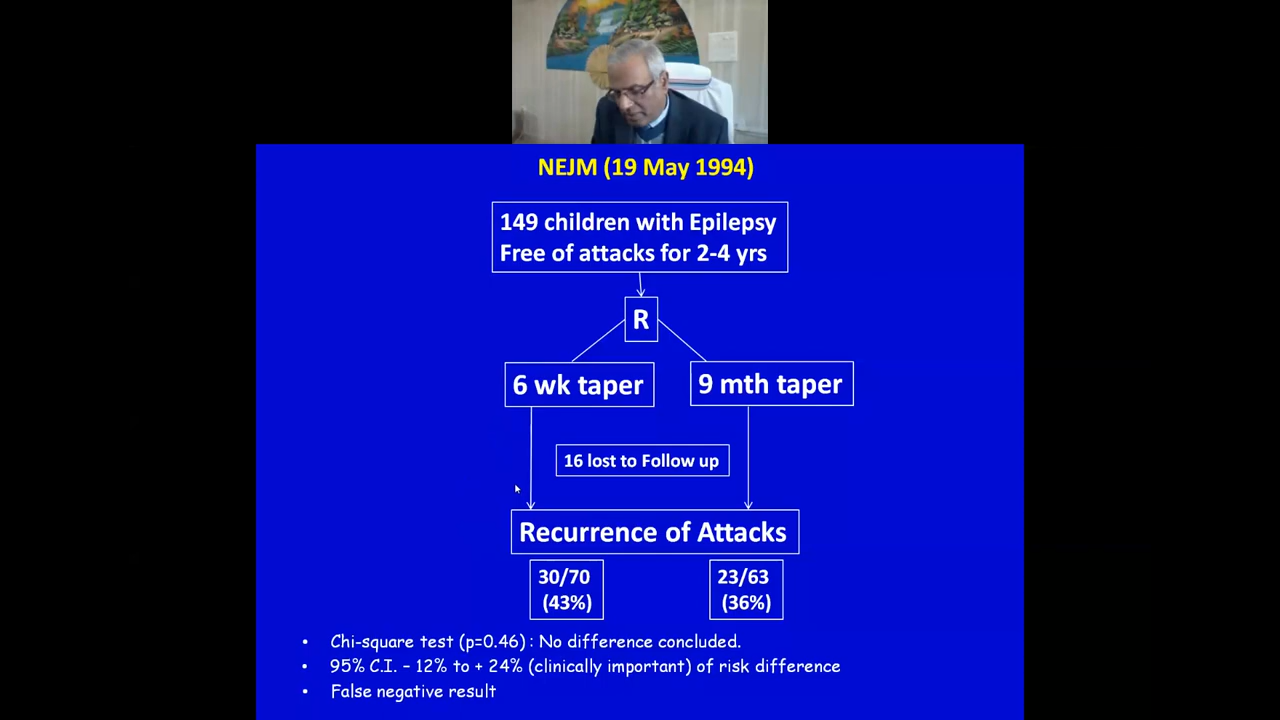 NEJM (19 May 1994)
149 children with Epilepsy
Free of attacks for 2-4 yrs
R
6 wk taper
9 mth taper
16 lost to Follow up
Recurrence of Attacks
30/70
(43%)
23/63
(36%)
• Chi-square test (p=0.46) : No difference concluded.
• 95% C.I. – 12% to + 24% (clinically important) of risk difference
• False negative result